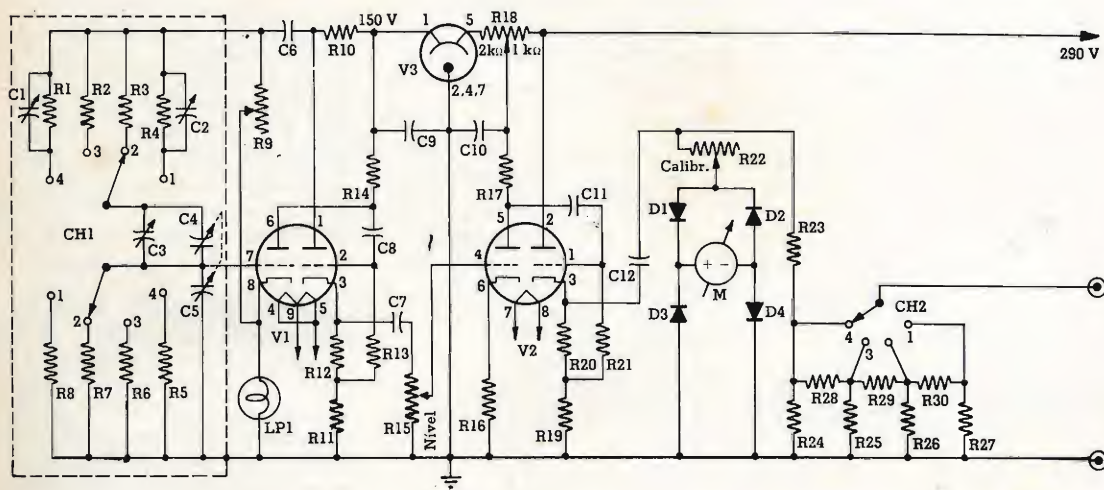 150 V
1
5
R18
2kΩ
1 kΩ
290 V
C6
R10
V3
2,4,7
C1
R1
R2
R3
R4
C2
4
3
2
1
R9
C9
C10
R14
R17
C11
Calibr.
R22
CH1
C3
C4
C5
6
1
C8
7
2
8
3
4
9
5
V1
5
2
4
1
6
3
7
8
V2
C12
D1
D2
+ -
M
D3
D4
R23
CH2
4
3
1
1
2
3
4
R8
R7
R6
R5
LP1
C7
R12
R13
R11
R15
Nivel
R16
R20
R21
R19
R28
R29
R30
R24
R25
R26
R27